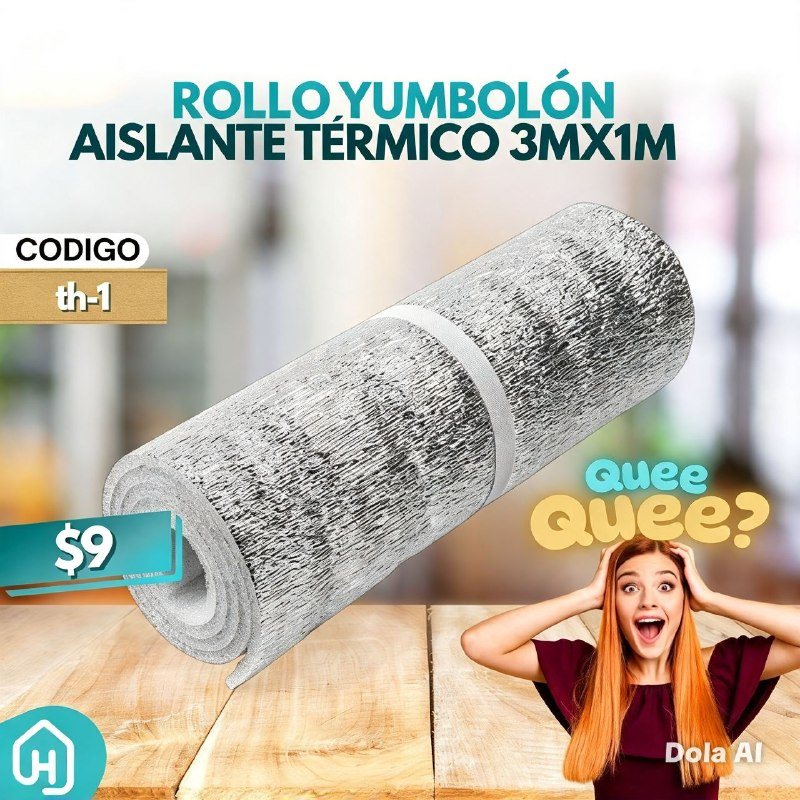 ROLLO YUMBOLÓN
AISLANTE TÉRMICO 3MX1M
CODIGO
th-1
$9
Quee
Quee?
Dola AI